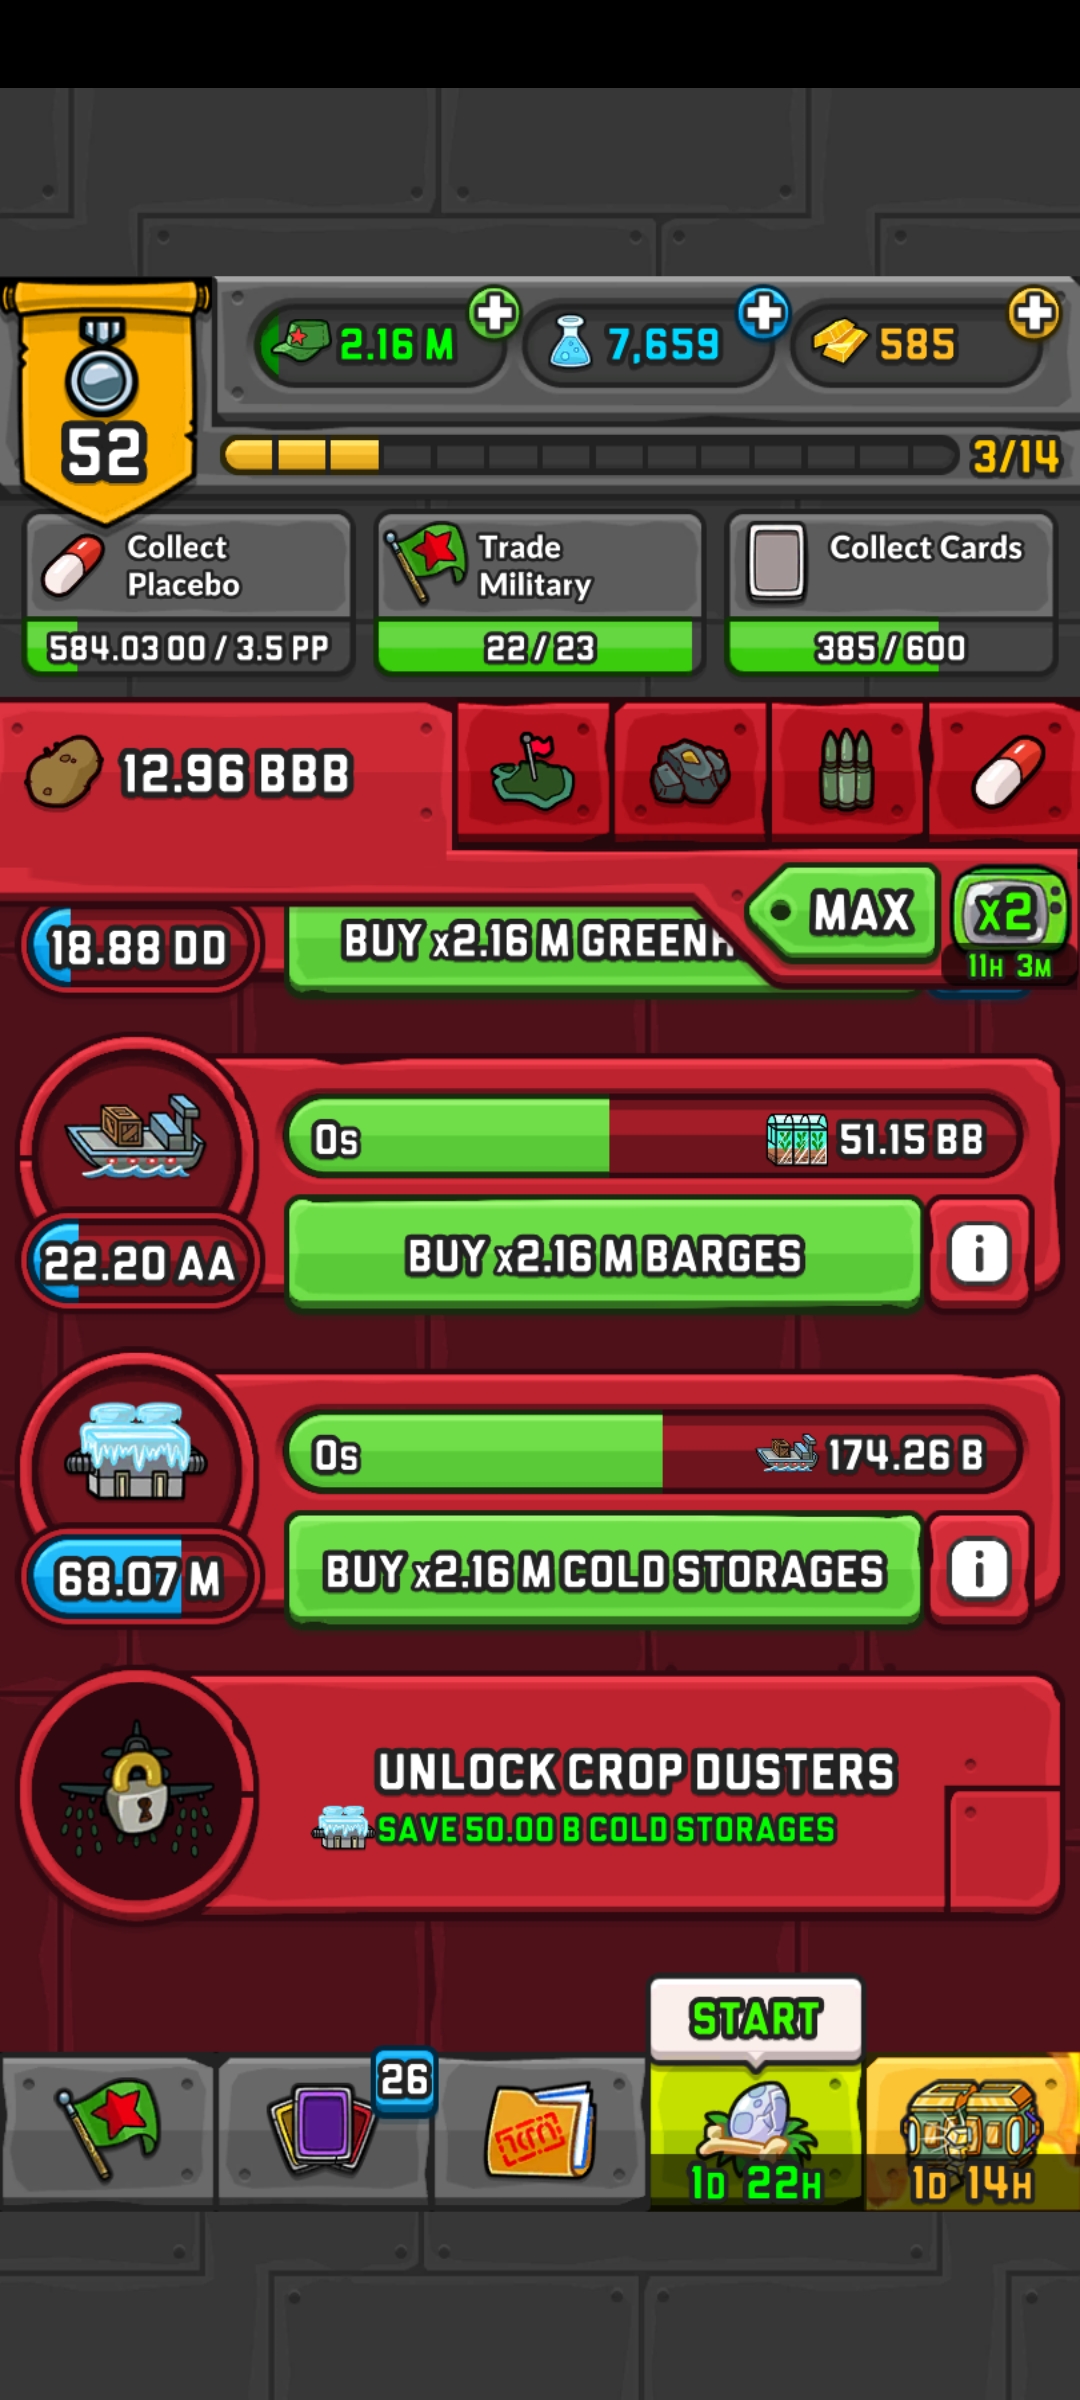 2.16 M
7,659
585
52
3/14
Collect
Placebo
584.03 OO / 3.5 PP
Trade
Military
22 / 23
Collect Cards
385 / 600
12.96 BBB
MAX
x2
11H 3M
18.88 DD
BUY x2.16 M GREENH
0s
51.15 BB
22.20 AA
BUY x2.16 M BARGES
i
0s
174.26 B
68.07 M
BUY x2.16 M COLD STORAGES
i
UNLOCK CROP DUSTERS
SAVE 50.00 B COLD STORAGES
START
26
1D 22H
1D 14H